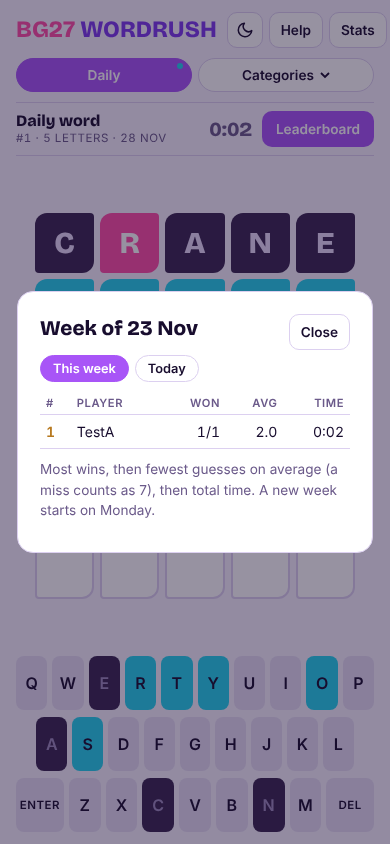 BG27 WORDRUSH
Help
Stats
Daily
Categories
Daily word
#1 · 5 LETTERS · 28 NOV
0:02
Leaderboard
C R A N E
Week of 23 Nov
Close
This week
Today
# PLAYER WON AVG TIME
1 TestA 1/1 2.0 0:02
Most wins, then fewest guesses on average (a
miss counts as 7), then total time. A new week
starts on Monday.
Q W E R T Y U I O P
A S D F G H J K L
ENTER Z X C V B N M DEL